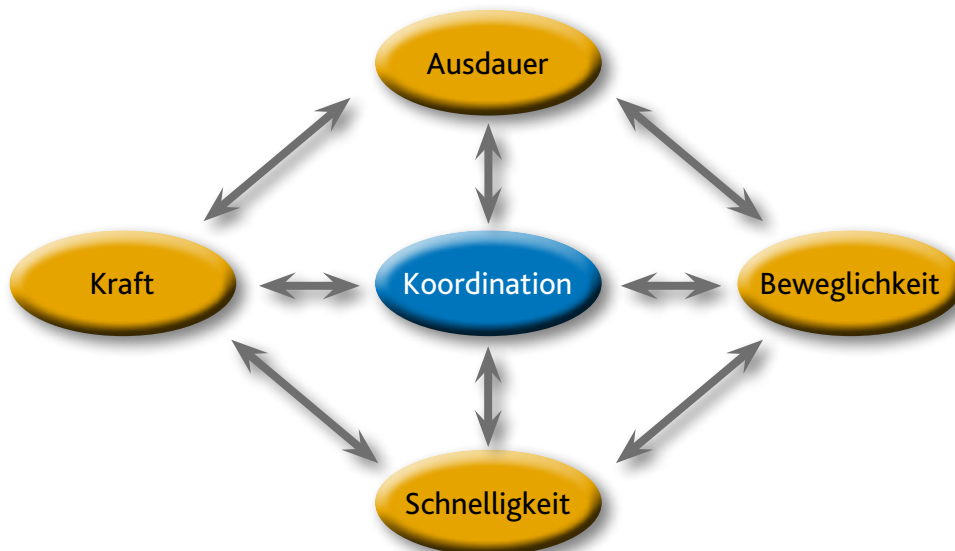 Ausdauer
Kraft
Koordination
Beweglichkeit
Schnelligkeit